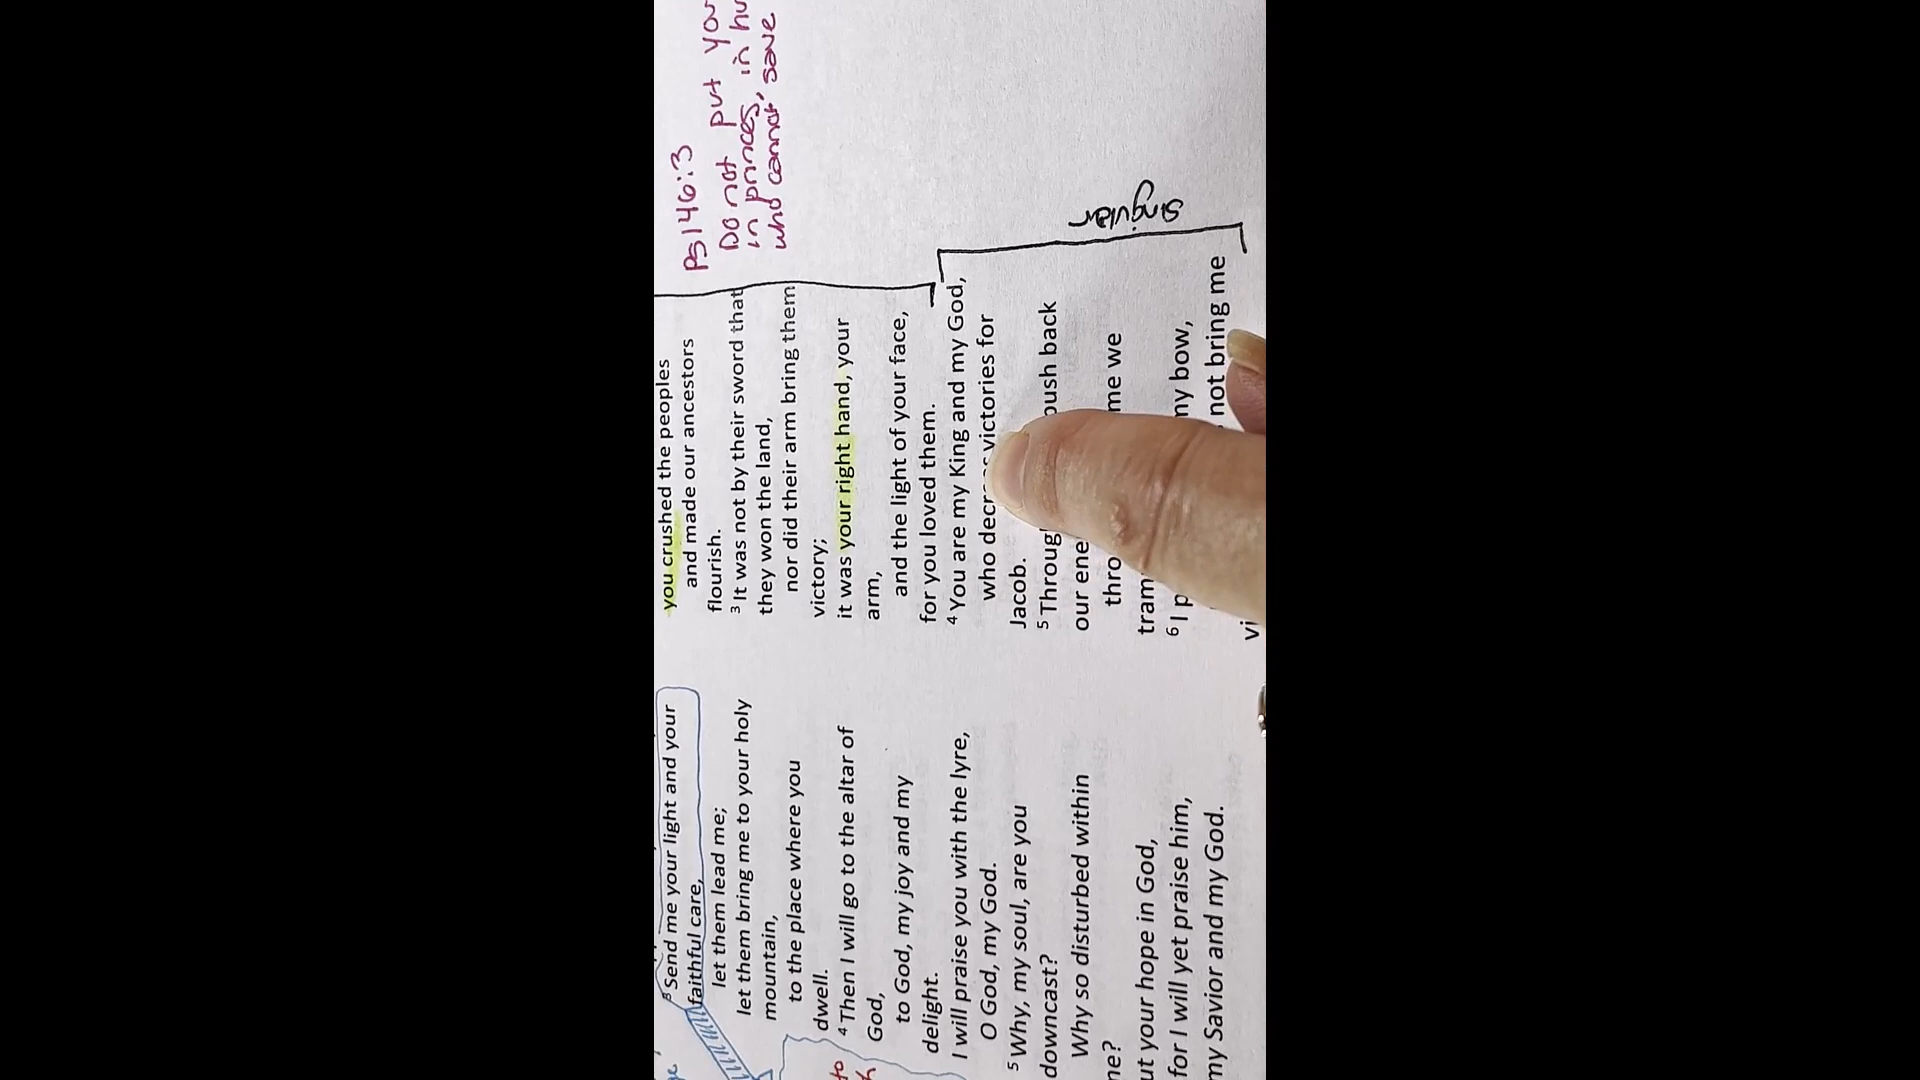 ³ Send me your light and your
faithful care,
let them lead me;
let them bring me to your holy
mountain,
to the place where you
dwell.
⁴ Then I will go to the altar of
God,
to God, my joy and my
delight.
I will praise you with the lyre,
O God, my God.
⁵ Why, my soul, are you
downcast?
Why so disturbed within
me?
ut your hope in God,
for I will yet praise him,
my Savior and my God.
to
you crushed the peoples
and made our ancestors
flourish.
³ It was not by their sword that
they won the land,
nor did their arm bring them
victory;
it was your right hand, your
arm,
and the light of your face,
for you loved them.
⁴ You are my King and my God,
who decrees victories for
Jacob.
⁵ Through push back
our ene
thro me we
tram
⁶ I p my bow,
not bring me
vi
Ps 146:3
Do not put you
in princes, in hu
who cannot save
singular